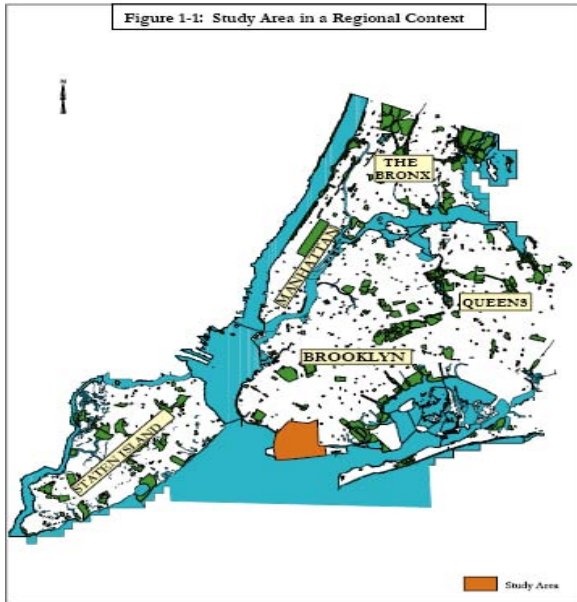 Figure 1-1: Study Area in a Regional Context
N
THE
BRONX
MANHATTAN
QUEENS
BROOKLYN
STATEN ISLAND
Study Area